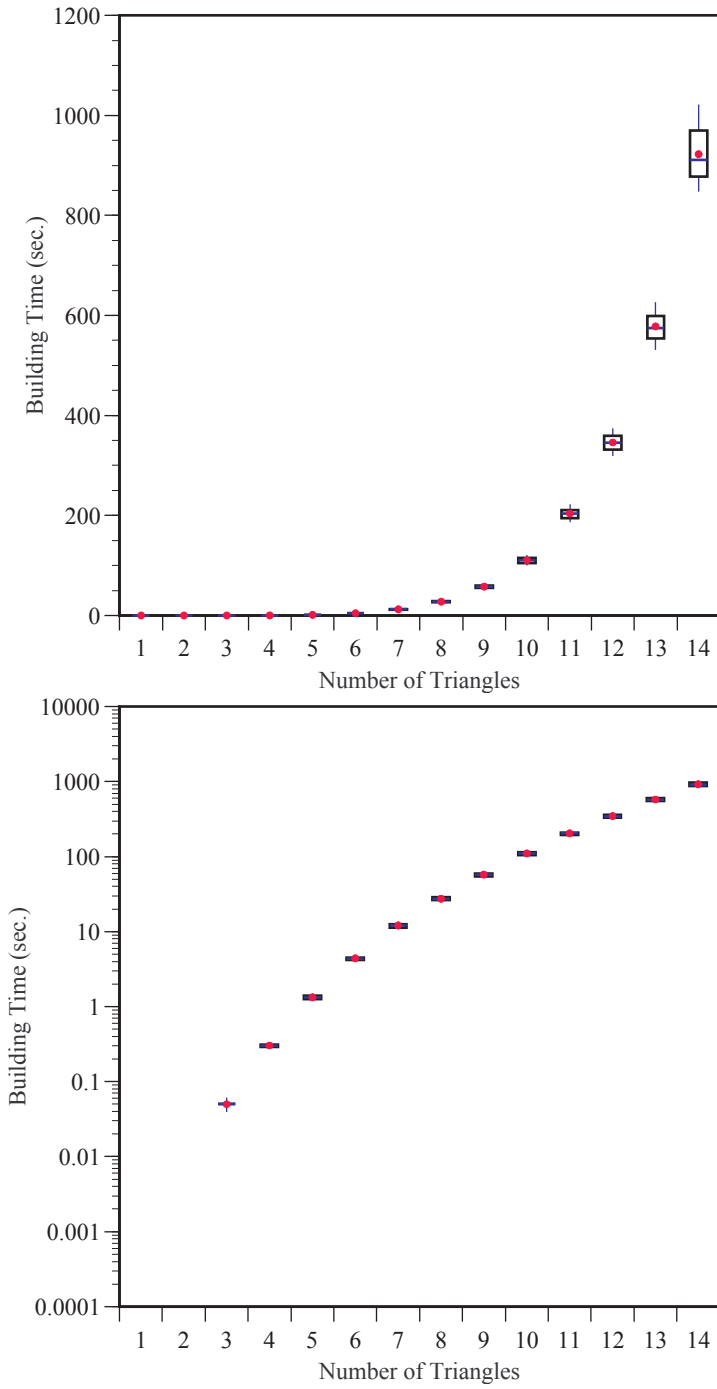 1200
1000
800
600
400
200
0
Building Time (sec.)
1 2 3 4 5 6 7 8 9 10 11 12 13 14
Number of Triangles
10000
1000
100
10
1
0.1
0.01
0.001
0.0001
Building Time (sec.)
1 2 3 4 5 6 7 8 9 10 11 12 13 14
Number of Triangles